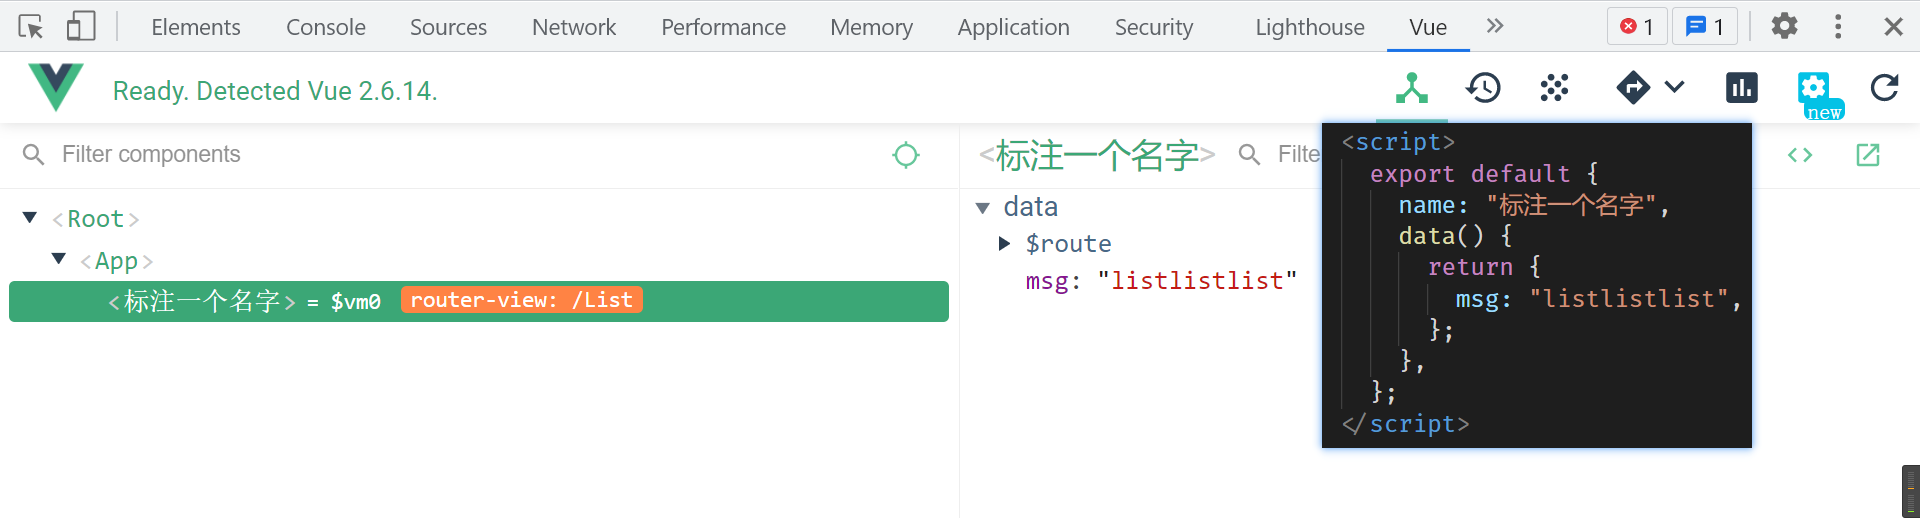 Elements Console Sources Network Performance Memory Application Security Lighthouse Vue 1 1
Ready. Detected Vue 2.6.14.
new
Filter components
<标注一个名字> Filte
<Root>
<App>
<标注一个名字> = $vm0 router-view: /List
data
$route
msg: "listlistlist"
<script>
export default {
name: "标注一个名字",
data() {
return {
msg: "listlistlist",
};
},
};
</script>